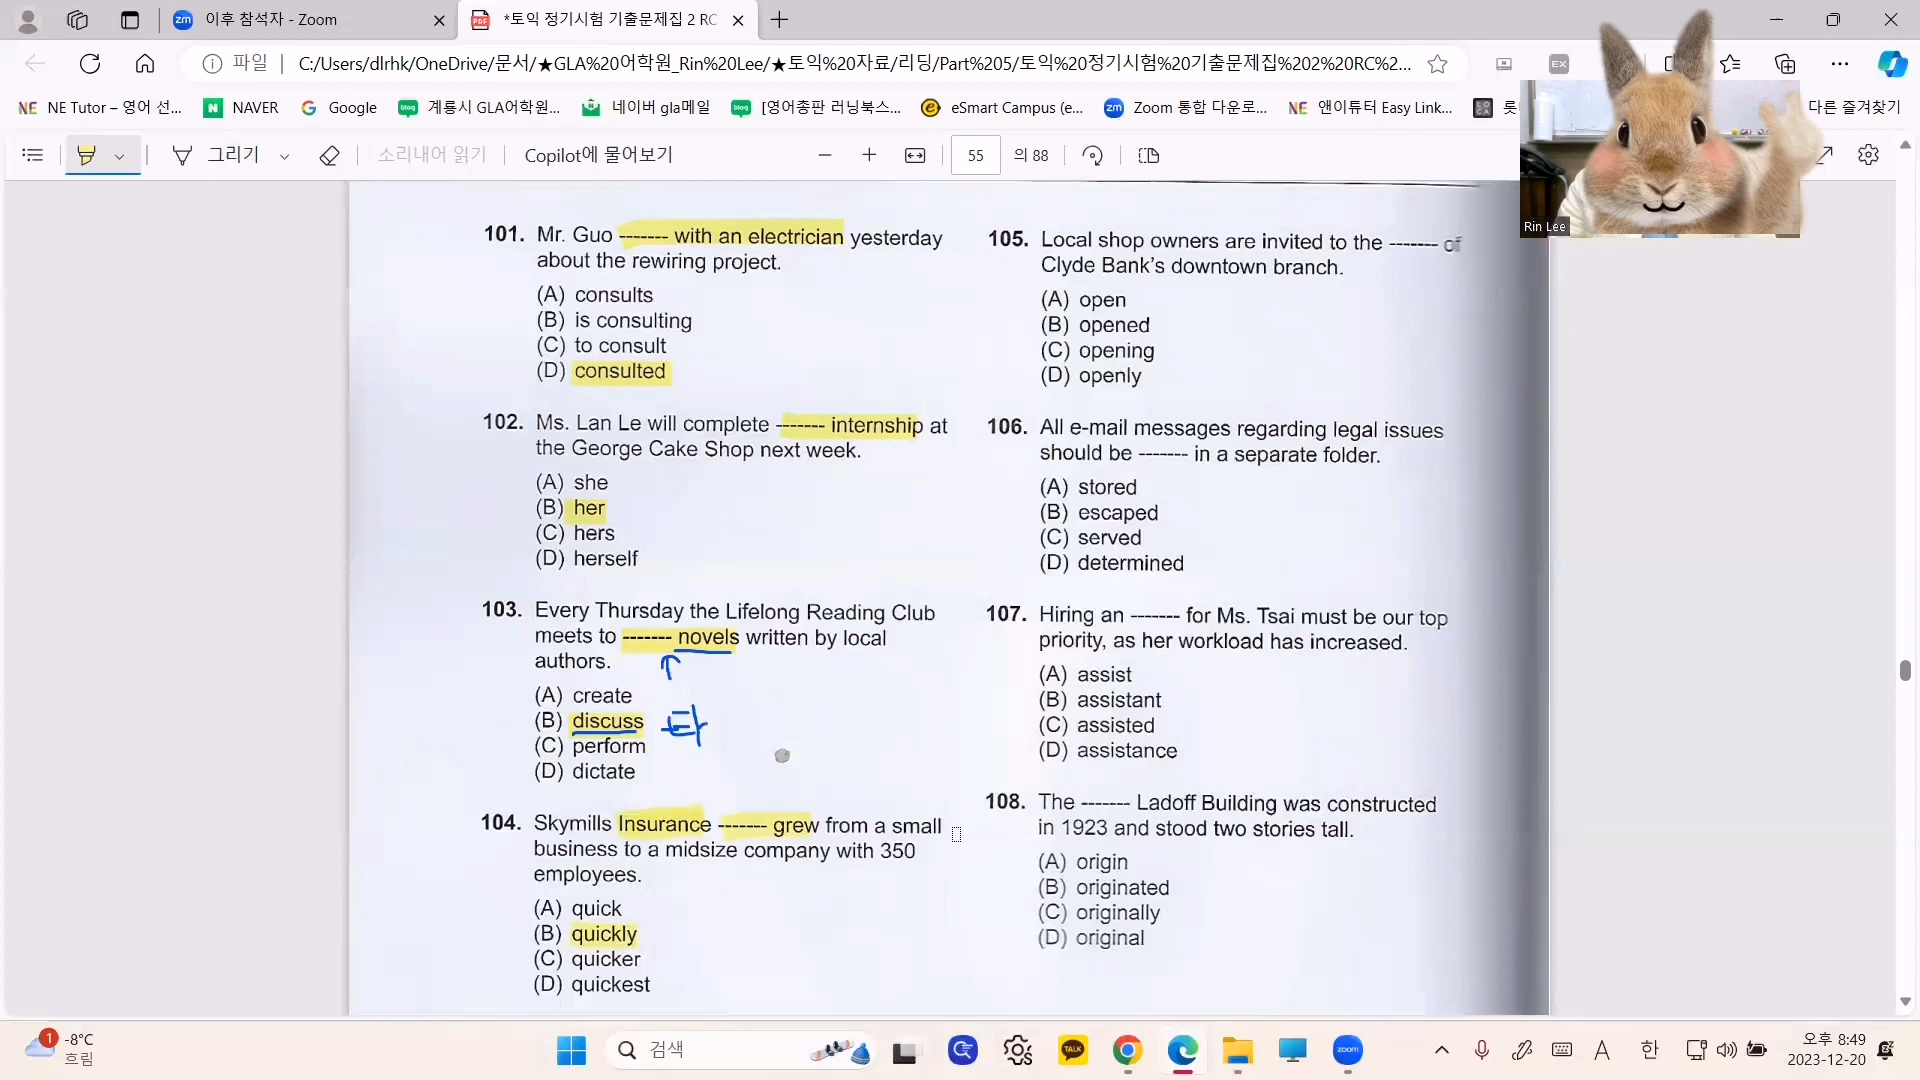 이후 참석자 - Zoom
*토익 정기시험 기출문제집 2 RC
파일
C:/Users/dlrhk/OneDrive/문서/★GLA%20어학원_Rin%20Lee/★토익%20자료/리딩/Part%205/토익%20정기시험%20기출문제집%202%20RC%2...
NE Tutor – 영어 선...
NAVER
Google
계룡시 GLA어학원...
네이버 gla메일
[영어총판 러닝북스...
eSmart Campus (e...
Zoom 통합 다운로...
앤이튜터 Easy Link...
다른 즐겨찾기
그리기
소리내어 읽기
Copilot에 물어보기
55 의 88
Rin Lee
101. Mr. Guo ------- with an electrician yesterday
about the rewiring project.
(A) consults
(B) is consulting
(C) to consult
(D) consulted
102. Ms. Lan Le will complete ------- internship at
the George Cake Shop next week.
(A) she
(B) her
(C) hers
(D) herself
103. Every Thursday the Lifelong Reading Club
meets to ------- novels written by local
authors.
(A) create
(B) discuss 타
(C) perform
(D) dictate
104. Skymills Insurance ------- grew from a small
business to a midsize company with 350
employees.
(A) quick
(B) quickly
(C) quicker
(D) quickest
105. Local shop owners are invited to the ------- of
Clyde Bank's downtown branch.
(A) open
(B) opened
(C) opening
(D) openly
106. All e-mail messages regarding legal issues
should be ------- in a separate folder.
(A) stored
(B) escaped
(C) served
(D) determined
107. Hiring an ------- for Ms. Tsai must be our top
priority, as her workload has increased.
(A) assist
(B) assistant
(C) assisted
(D) assistance
108. The ------- Ladoff Building was constructed
in 1923 and stood two stories tall.
(A) origin
(B) originated
(C) originally
(D) original
1
-8°C
흐림
검색
TALK
zoom
A
한
오후 8:49
2023-12-20